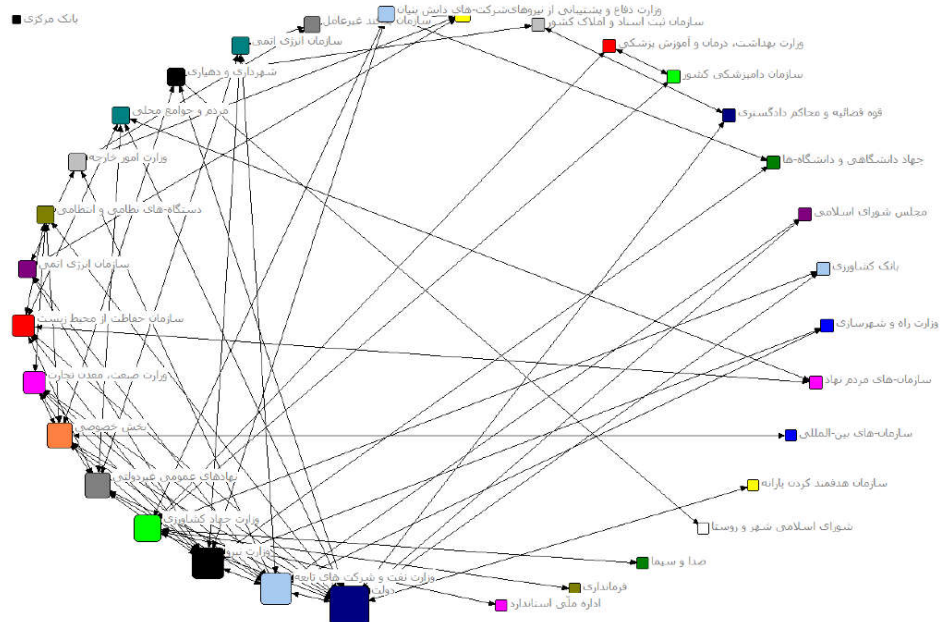 بانک مرکزی
وزارت دفاع و پشتیبانی از نیروهای
شرکت-های دانش بنیان
غیرعامل
سازمان ثبت اسناد و املاک کشور
سازمان انرژی اتمی
وزارت بهداشت، درمان و آموزش پزشکی
شهرداری و دهیاری
سازمان دامپزشکی کشور
مردم و جوامع محلی
قوه قضائیه و محاکم دادگستری
وزارت امور خارجه
جهاد دانشگاهی و دانشگاه-ها
دستگاه-های نظامی و انتظامی
مجلس شورای اسلامی
سازمان انرژی اتمی
بانک کشاورزی
سازمان حفاظت از محیط زیست
وزارت راه و شهرسازی
وزارت صنعت، معدن تجارت
سازمان-های مردم نهاد
بخش خصوصی
سازمان-های بین-المللی
نهادهای عمومی غیردولتی
سازمان هدفمند کردن یارانه
وزارت جهاد کشاورزی
شورای اسلامی شهر و روستا
وزارت نیرو
صدا و سیما
وزارت نفت و شرکت های تابعه
فرمانداری
دولت
اداره ملّی استاندارد